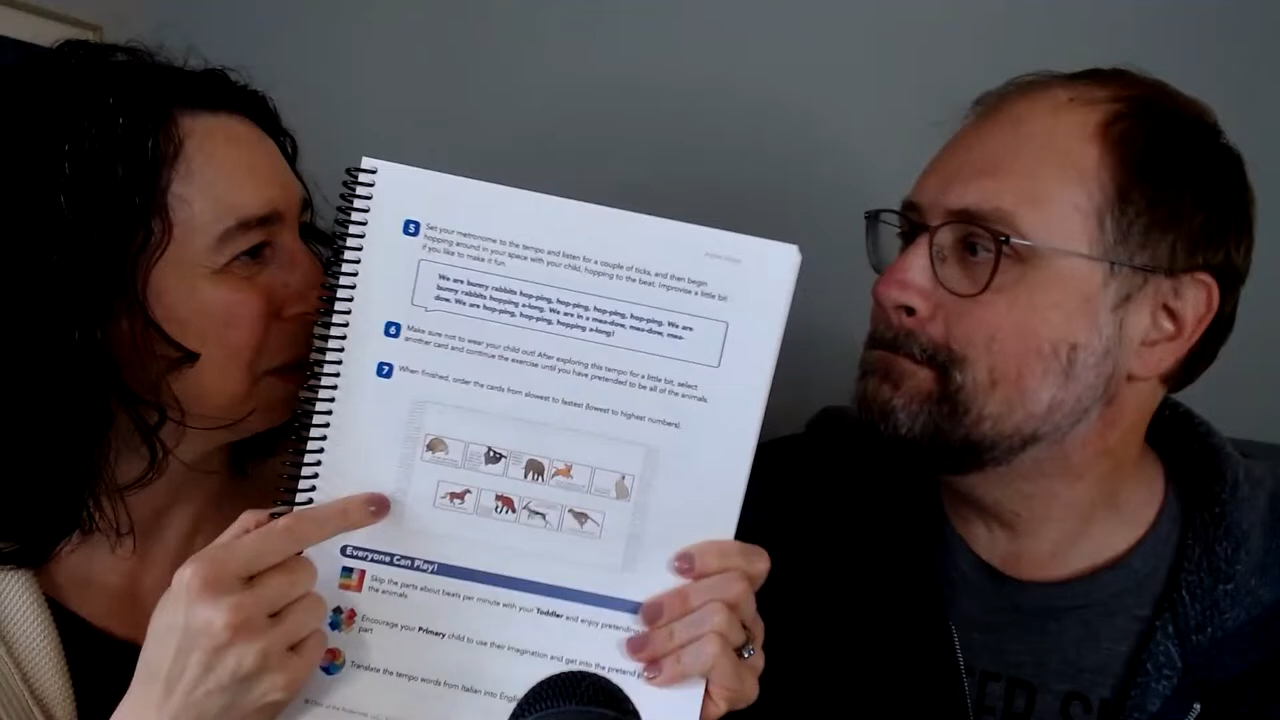 5 Set your metronome to the tempo and listen for a couple of ticks, and then begin
hopping around in your space with your child, hopping to the beat. Improvise a little bit
if you like to make it fun.
We are bunny rabbits hop-ping, hop-ping, hop-ping, hop-ping. We are
bunny rabbits hopping a-long. We are in a mea-dow, mea-dow, mea-
dow. We are hop-ping, hop-ping, hopping a-long!
6 Make sure not to wear your child out! After exploring this tempo for a little bit, select
another card and continue the exercise until you have pretended to be all of the animals.
7 When finished, order the cards from slowest to fastest (lowest to highest numbers).
Everyone Can Play!
Skip the parts about beats per minute with your Toddler and enjoy pretending
the animals.
Encourage your Primary child to use their imagination and get into the pretend
part
Translate the tempo words from Italian into